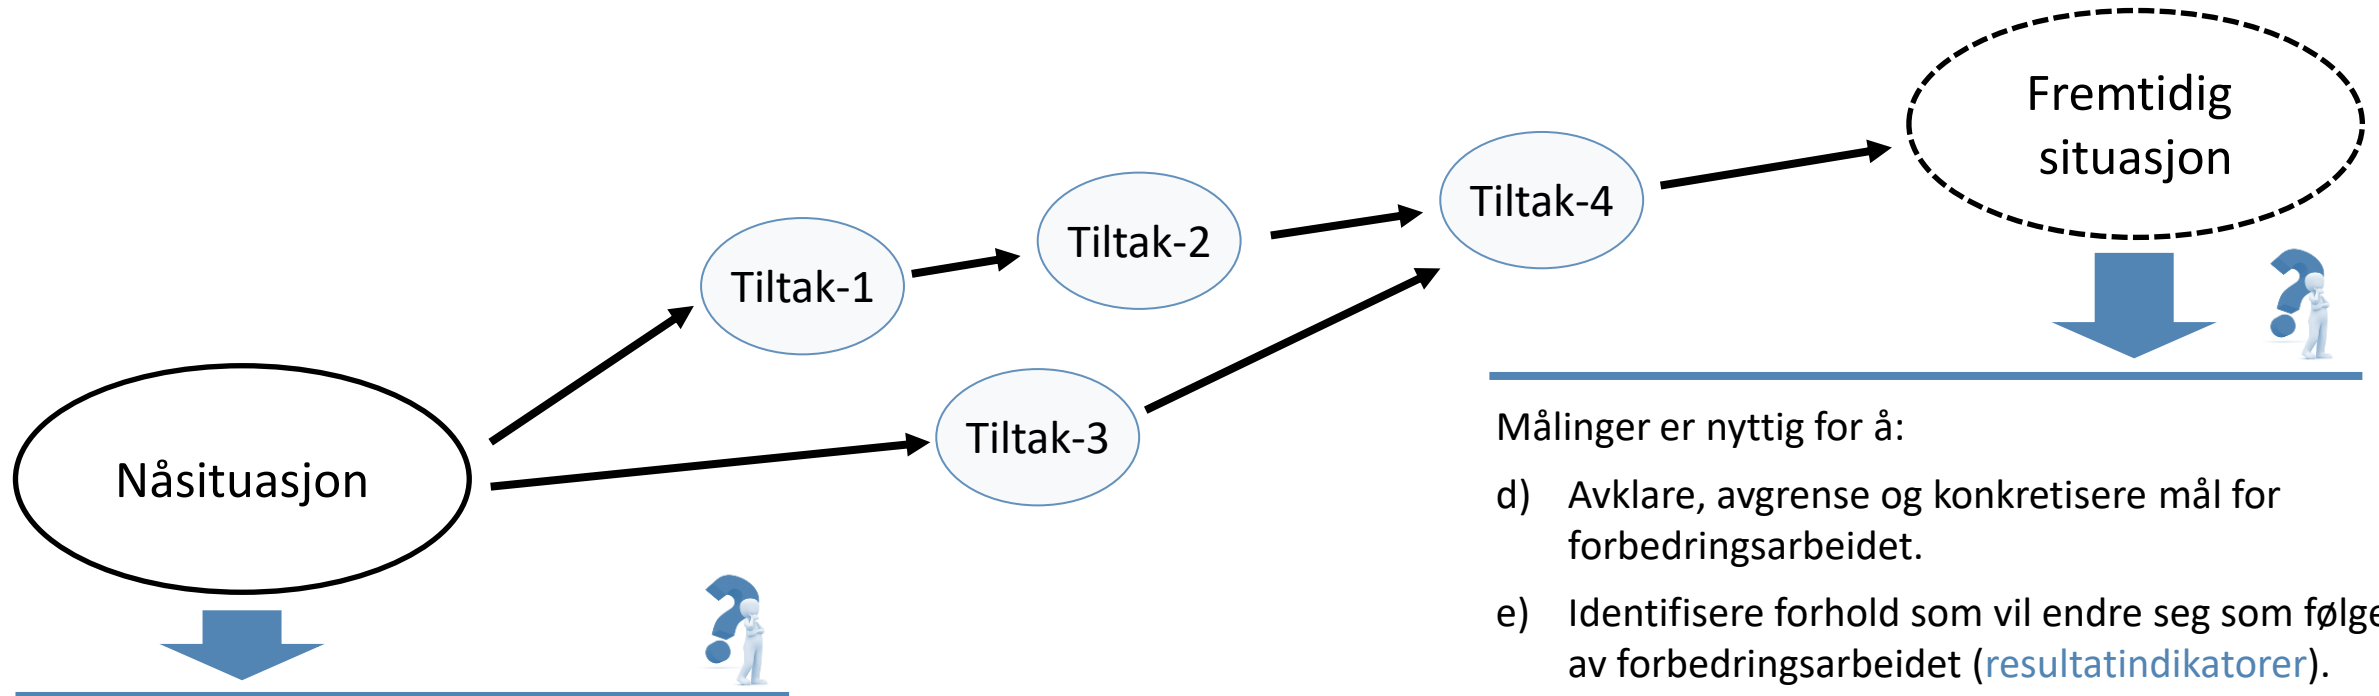 Fremtidig
situasjon
Tiltak-4
Tiltak-2
Tiltak-1
Tiltak-3
Nåsituasjon
Målinger er nyttig for å:
d) Avklare, avgrense og konkretisere mål for
forbedringsarbeidet.
e) Identifisere forhold som vil endre seg som følge
av forbedringsarbeidet (resultatindikatorer).